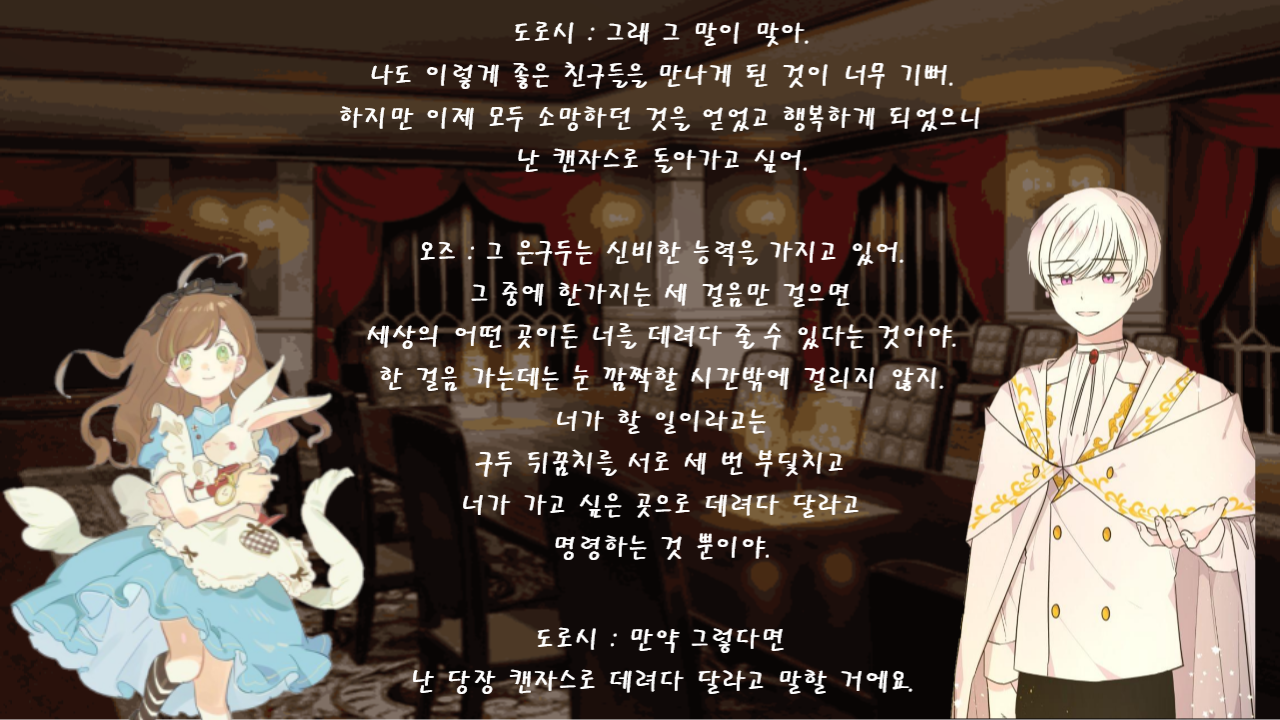 도로시 : 그래 그 말이 맞아.
나도 이렇게 좋은 친구들을 만나게 된 것이 너무 기뻐.
하지만 이제 모두 소망하던 것을 얻었고 행복하게 되었으니
난 캔자스로 돌아가고 싶어.
오즈 : 그 은구두는 신비한 능력을 가지고 있어.
그 중에 한가지는 세 걸음만 걸으면
세상의 어떤 곳이든 너를 데려다 줄 수 있다는 것이야.
한 걸음 가는데는 눈 깜짝할 시간밖에 걸리지 않지.
너가 할 일이라고는
구두 뒤꿈치를 서로 세 번 부딪치고
너가 가고 싶은 곳으로 데려다 달라고
명령하는 것 뿐이야.
도로시 : 만약 그렇다면
난 당장 캔자스로 데려다 달라고 말할 거예요.